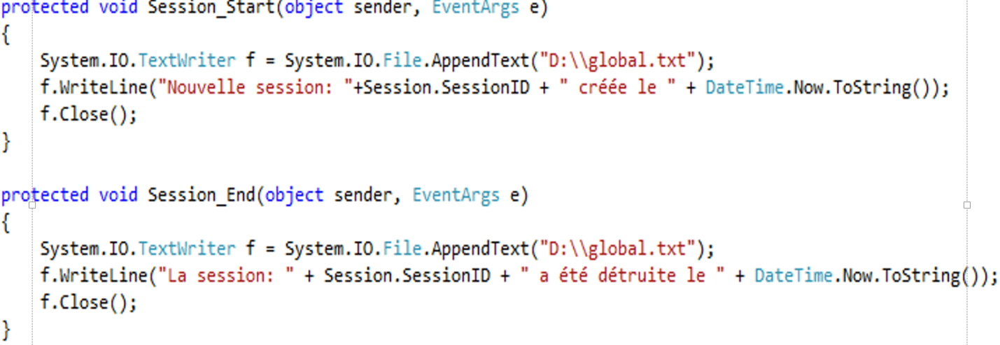 protected void Session_Start(object sender, EventArgs e)
{
System.IO.TextWriter f = System.IO.File.AppendText("D:\\global.txt");
f.WriteLine("Nouvelle session: "+Session.SessionID + " créée le " + DateTime.Now.ToString());
f.Close();
}
protected void Session_End(object sender, EventArgs e)
{
System.IO.TextWriter f = System.IO.File.AppendText("D:\\global.txt");
f.WriteLine("La session: " + Session.SessionID + " a été détruite le " + DateTime.Now.ToString());
f.Close();
}